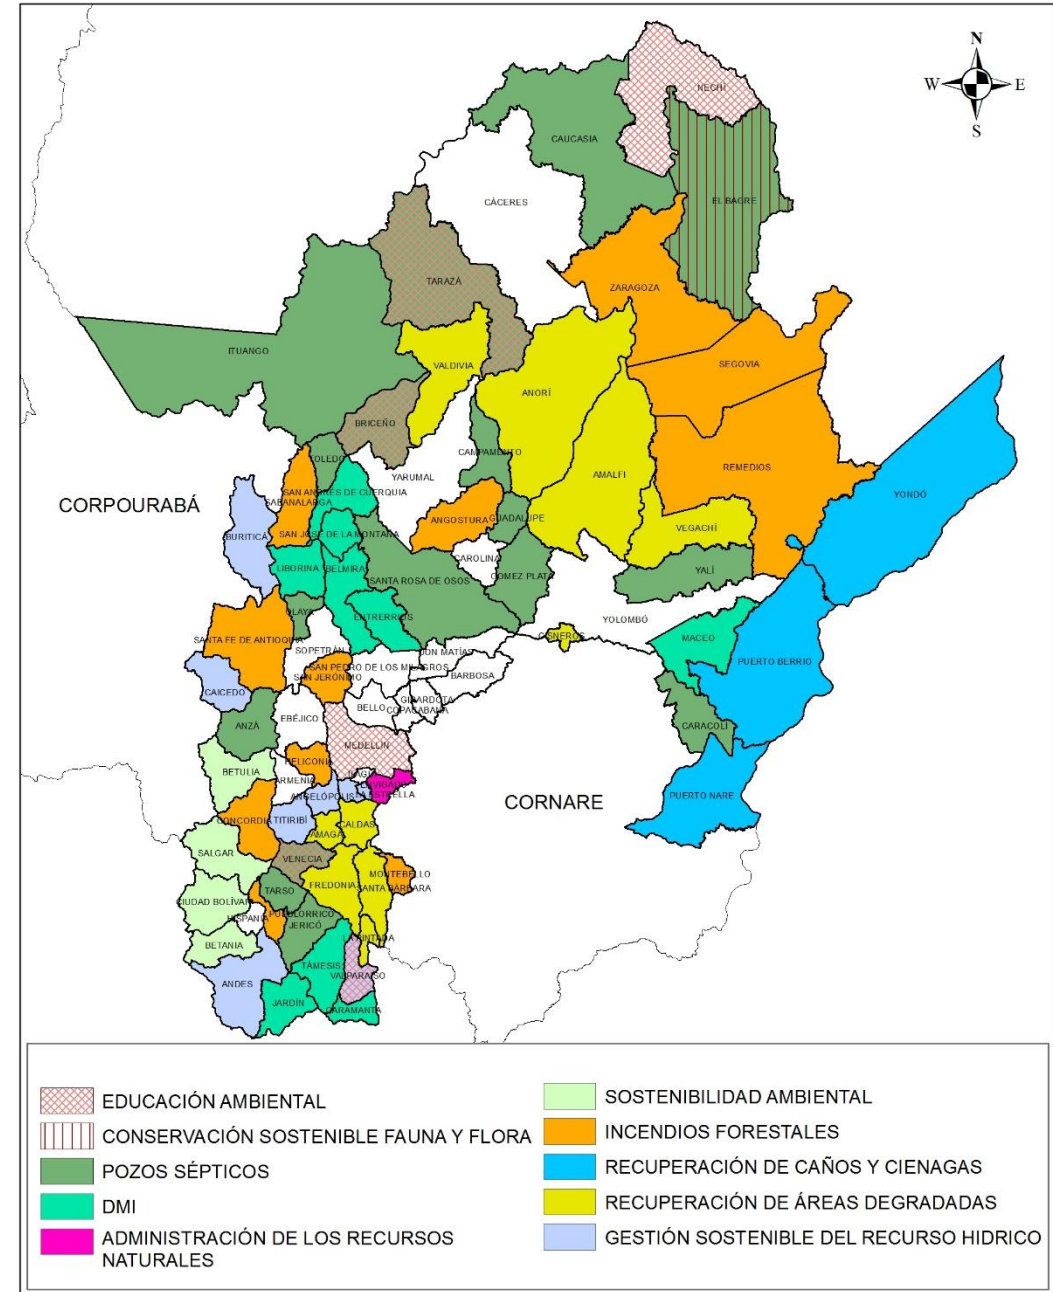 N
W E
S
NECHÍ
CAUCASIA
CÁCERES
EL BAGRE
TARAZÁ
ZARAGOZA
ITUANGO
VALDIVIA
SEGOVIA
ANORÍ
BRICEÑO
CAMPAMENTO
TOLEDO
YARUMAL
AMALFI
REMEDIOS
YONDÓ
CORPOURABÁ
SAN ANDRÉS DE CUERQUIA
SABANALARGA
ANGOSTURA
GUADALUPE
VEGACHÍ
BURITICÁ
SAN JOSÉ DE LA MONTAÑA
CAROLINA
LIBORINA
BELMIRA
SANTA ROSA DE OSOS
GÓMEZ PLATA
YALÍ
OLAYA
ENTRERRIOS
YOLOMBÓ
SANTA FE DE ANTIOQUIA
CISNEROS
MACEO
SOPETRÁN
DON MATÍAS
PUERTO BERRIO
SAN PEDRO DE LOS MILAGROS
SAN JERÓNIMO
BARBOSA
CAICEDO
GIRARDOTA
BELLO
COPACABANA
ANZÁ
EBÉJICO
CARACOLÍ
MEDELLÍN
HELICONIA
BETULIA
ARMENIA
ANGELÓPOLIS
LA ESTRELLA
PUERTO NARE
CORNARE
CONCORDIA
TITIRIBÍ
CALDAS
AMAGÁ
SALGAR
VENECIA
MONTEBELLO
FREDONIA
SANTA BÁRBARA
TARSO
CIUDAD BOLÍVAR
HISPANIA
PUEBLORRICO
JERICÓ
LA PINTADA
BETANIA
TÁMESIS
VALPARAISO
ANDES
JARDÍN
CARAMANTA
EDUCACIÓN AMBIENTAL
CONSERVACIÓN SOSTENIBLE FAUNA Y FLORA
POZOS SÉPTICOS
DMI
ADMINISTRACIÓN DE LOS RECURSOS
NATURALES
SOSTENIBILIDAD AMBIENTAL
INCENDIOS FORESTALES
RECUPERACIÓN DE CAÑOS Y CIENAGAS
RECUPERACIÓN DE ÁREAS DEGRADADAS
GESTIÓN SOSTENIBLE DEL RECURSO HIDRICO